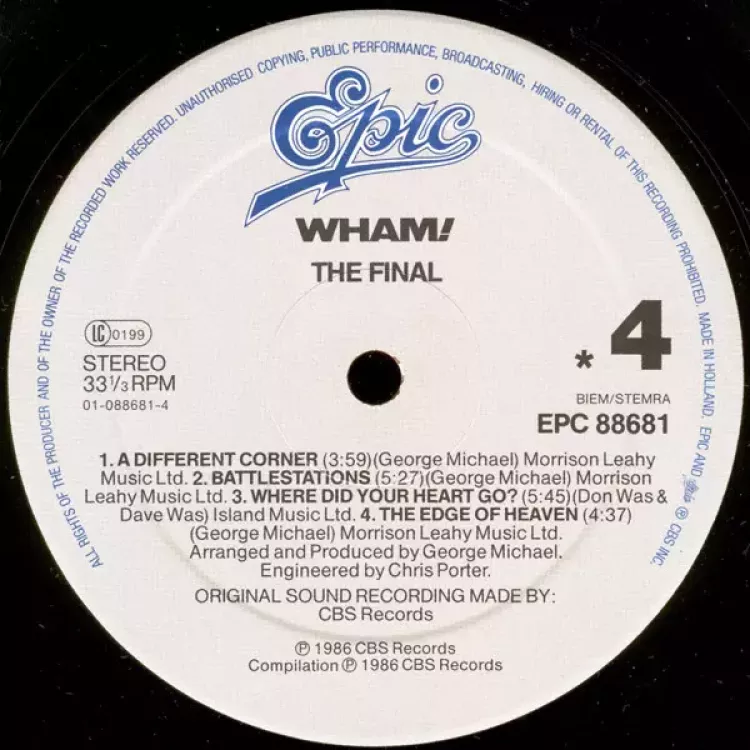 ALL RIGHTS OF THE PRODUCER AND OF THE OWNER OF THE RECORDED WORK RESERVED. UNAUTHORISED COPYING, PUBLIC PERFORMANCE, BROADCASTING, HIRING OR RENTAL OF THIS RECORDING PROHIBITED. MADE IN HOLLAND. EPIC AND Epic ℗ CBS INC.
Epic
WHAM!
THE FINAL
LC 0199
STEREO
33 1/3 RPM
01-088681-4
* 4
BIEM/STEMRA
EPC 88681
1. A DIFFERENT CORNER (3:59)(George Michael) Morrison Leahy
Music Ltd. 2. BATTLESTATIONS (5:27)(George Michael) Morrison
Leahy Music Ltd. 3. WHERE DID YOUR HEART GO? (5:45)(Don Was &
Dave Was) Island Music Ltd. 4. THE EDGE OF HEAVEN (4:37)
(George Michael) Morrison Leahy Music Ltd.
Arranged and Produced by George Michael.
Engineered by Chris Porter.
ORIGINAL SOUND RECORDING MADE BY:
CBS Records
℗ 1986 CBS Records
Compilation ℗ 1986 CBS Records